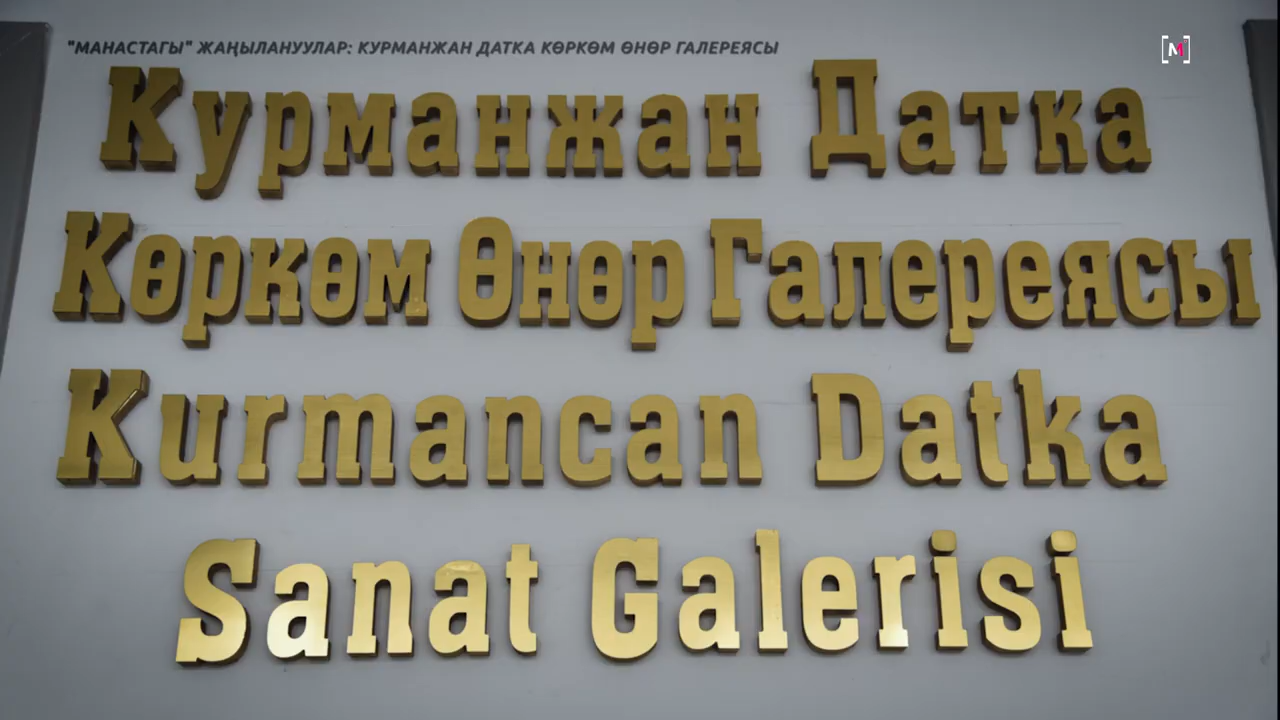 "МАНАСТАГЫ" ЖАҢЫЛАНУУЛАР: КУРМАНЖАН ДАТКА КӨРКӨМ ӨНӨР ГАЛЕРЕЯСЫ
[M]
Курманжан Датка
Көркөм Өнөр Галереясы
Kurmancan Datka
Sanat Galerisi